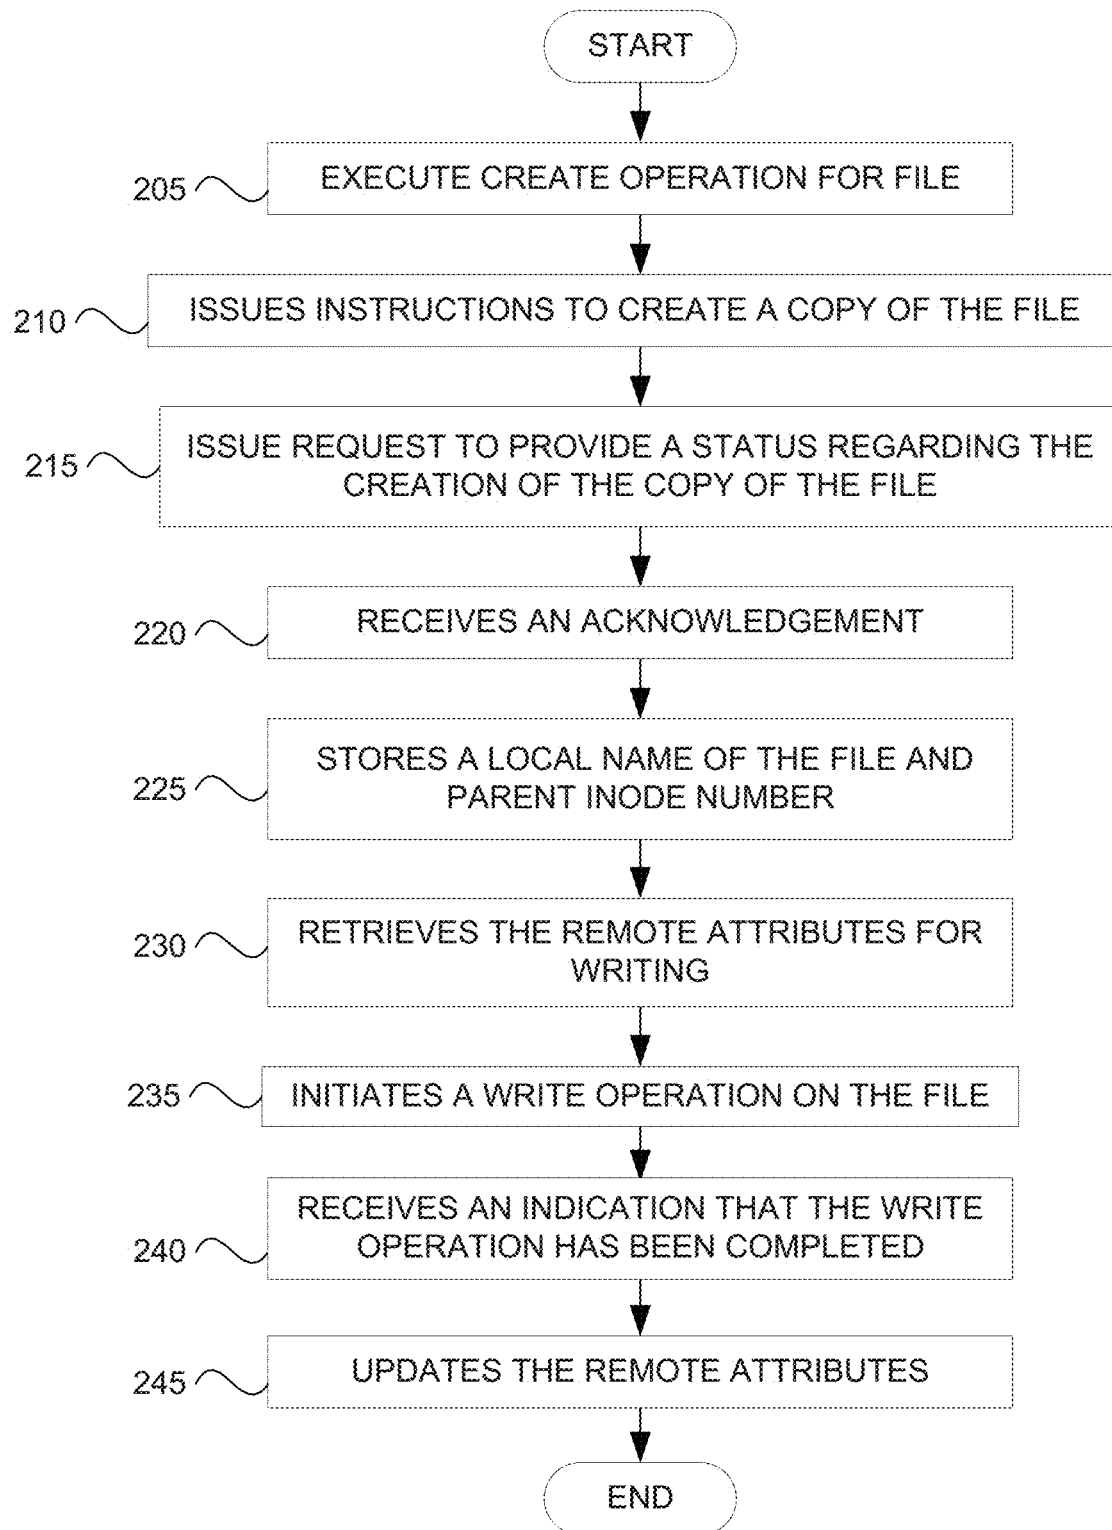 START
205 EXECUTE CREATE OPERATION FOR FILE
210 ISSUES INSTRUCTIONS TO CREATE A COPY OF THE FILE
215 ISSUE REQUEST TO PROVIDE A STATUS REGARDING THE
CREATION OF THE COPY OF THE FILE
220 RECEIVES AN ACKNOWLEDGEMENT
225 STORES A LOCAL NAME OF THE FILE AND
PARENT INODE NUMBER
230 RETRIEVES THE REMOTE ATTRIBUTES FOR
WRITING
235 INITIATES A WRITE OPERATION ON THE FILE
240 RECEIVES AN INDICATION THAT THE WRITE
OPERATION HAS BEEN COMPLETED
245 UPDATES THE REMOTE ATTRIBUTES
END